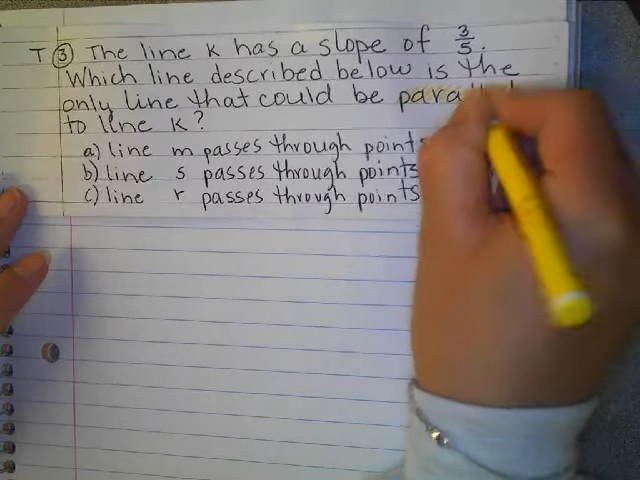 T ③ The line k has a slope of 3/5.
Which line described below is the
only line that could be
to line k?
a) line m passes through
b) line s passes through points
c) line r passes through points